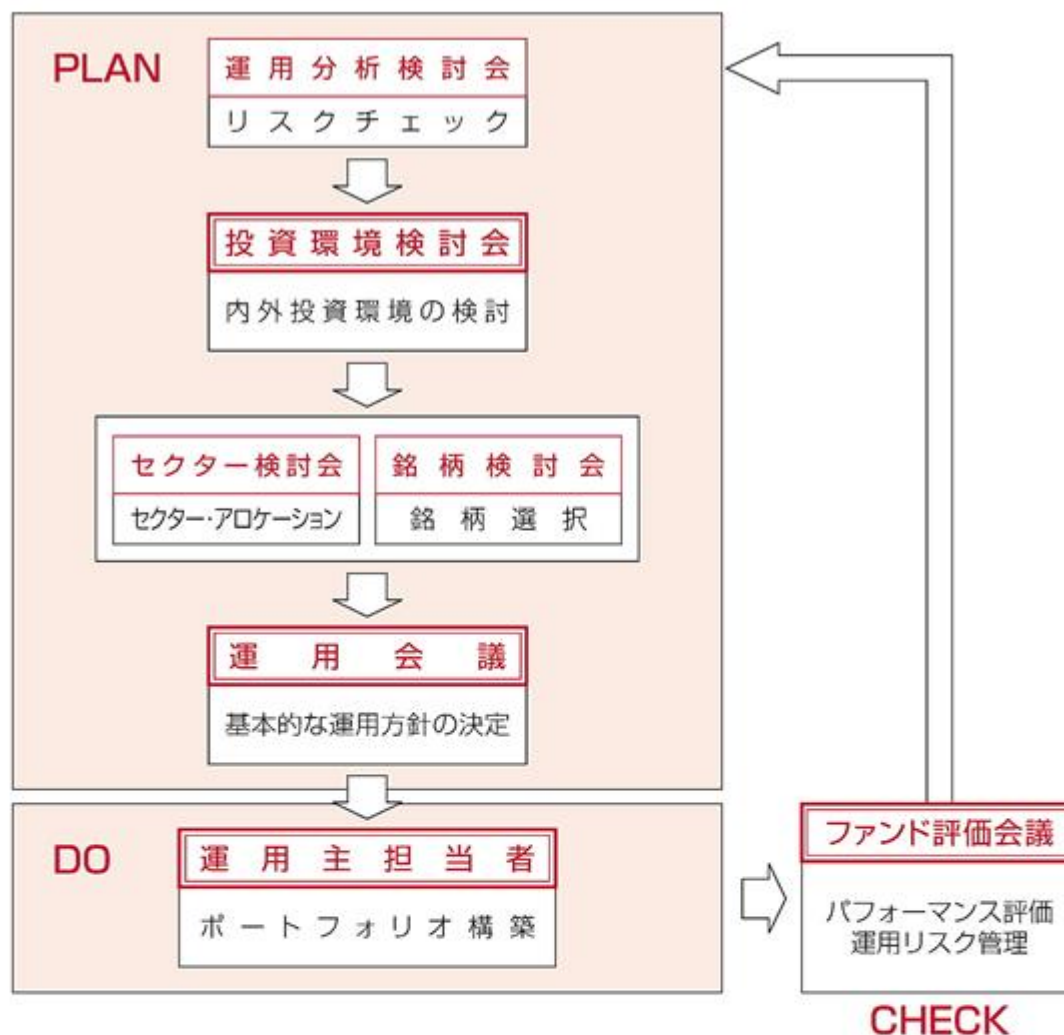 PLAN
運用分析検討会
リスクチェック
投資環境検討会
内外投資環境の検討
セクター検討会
セクター・アロケーション
銘柄検討会
銘柄選択
運用会議
基本的な運用方針の決定
DO
運用主担当者
ポートフォリオ構築
ファンド評価会議
パフォーマンス評価
運用リスク管理
CHECK